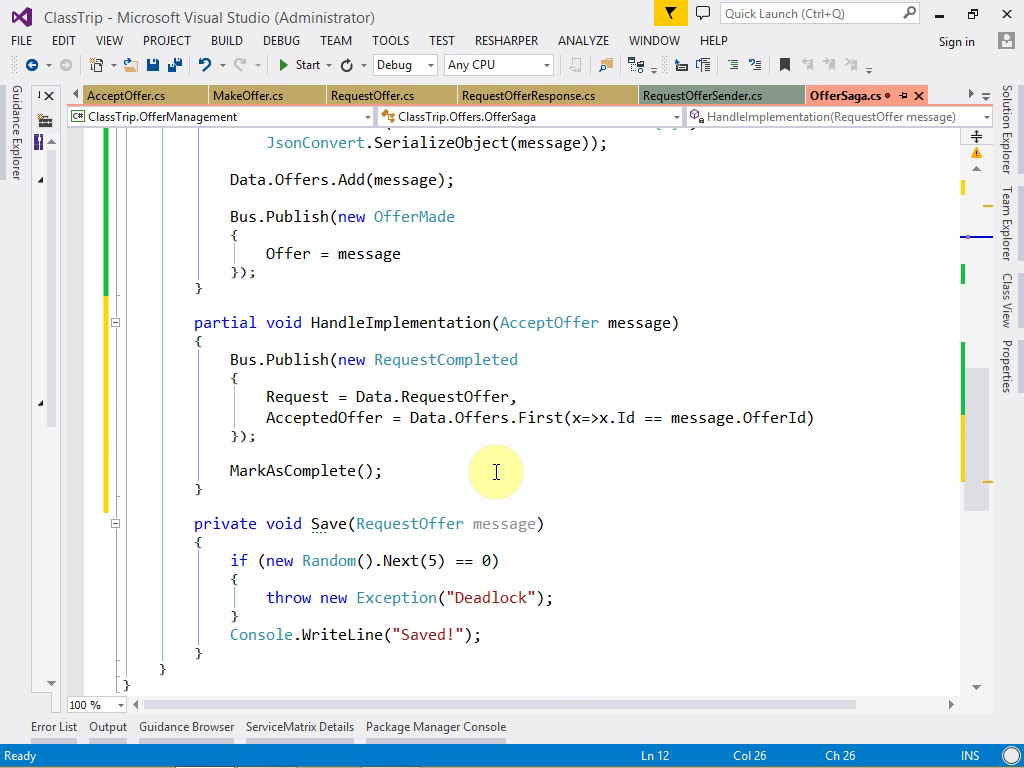 ClassTrip - Microsoft Visual Studio (Administrator)
Quick Launch (Ctrl+Q)
FILE EDIT VIEW PROJECT BUILD DEBUG TEAM TOOLS TEST RESHARPER ANALYZE WINDOW HELP
Sign in
Start Debug Any CPU
Guidance Explorer
AcceptOffer.cs MakeOffer.cs RequestOffer.cs RequestOfferResponse.cs RequestOfferSender.cs OfferSaga.cs
C# ClassTrip.OfferManagement ClassTrip.Offers.OfferSaga HandleImplementation(RequestOffer message)
JsonConvert.SerializeObject(message));
Data.Offers.Add(message);
Bus.Publish(new OfferMade
{
Offer = message
});
}
partial void HandleImplementation(AcceptOffer message)
{
Bus.Publish(new RequestCompleted
{
Request = Data.RequestOffer,
AcceptedOffer = Data.Offers.First(x=>x.Id == message.OfferId)
});
MarkAsComplete();
}
private void Save(RequestOffer message)
{
if (new Random().Next(5) == 0)
{
throw new Exception("Deadlock");
}
Console.WriteLine("Saved!");
}
}
}
Solution Explorer
Team Explorer
Class View
Properties
100 %
Error List Output Guidance Browser ServiceMatrix Details Package Manager Console
Ready Ln 12 Col 26 Ch 26 INS